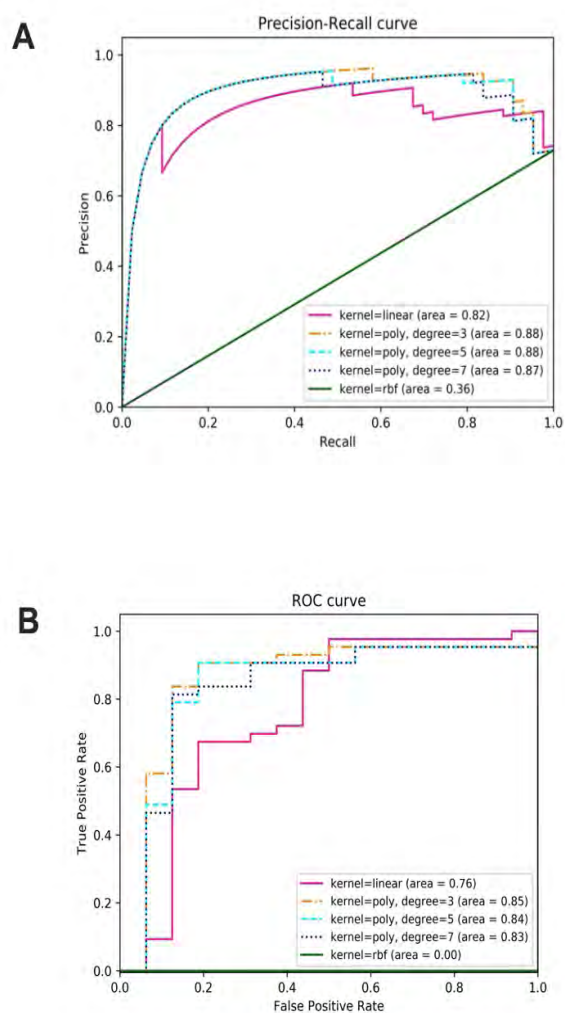 A
Precision-Recall curve
1.0
0.8
0.6
0.4
0.2
0.0
Precision
kernel=linear (area = 0.82)
kernel=poly, degree=3 (area = 0.88)
kernel=poly, degree=5 (area = 0.88)
kernel=poly, degree=7 (area = 0.87)
kernel=rbf (area = 0.36)
0.0 0.2 0.4 0.6 0.8 1.0
Recall
B
ROC curve
1.0
0.8
0.6
0.4
0.2
0.0
True Positive Rate
kernel=linear (area = 0.76)
kernel=poly, degree=3 (area = 0.85)
kernel=poly, degree=5 (area = 0.84)
kernel=poly, degree=7 (area = 0.83)
kernel=rbf (area = 0.00)
0.0 0.2 0.4 0.6 0.8 1.0
False Positive Rate